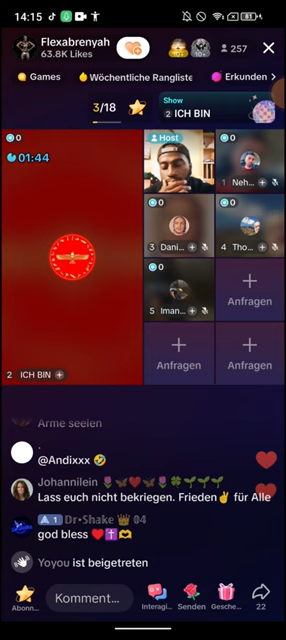 14:15
81
Flexabrenyah
63.8K Likes
257
Games
Wöchentliche Rangliste
Erkunden
3/18
Show
2 ICH BIN
0
01:44
Host
0
1 Neh...
0
3 Dani...
0
4 Tho...
0
5 Iman...
Anfragen
Anfragen
Anfragen
2 ICH BIN
Arme seelen
.
@Andixxx 🤣
Johannilein 🌷🦋❤️🦋🌷🍀🌱🌱🌱
Lass euch nicht bekriegen. Frieden✌ für Alle
1 Dr•Shake 👑 04
god bless ♥️✝️🫶
Yoyou ist beigetreten
Abonn...
Komment...
Interagi...
Senden
Gesche...
22